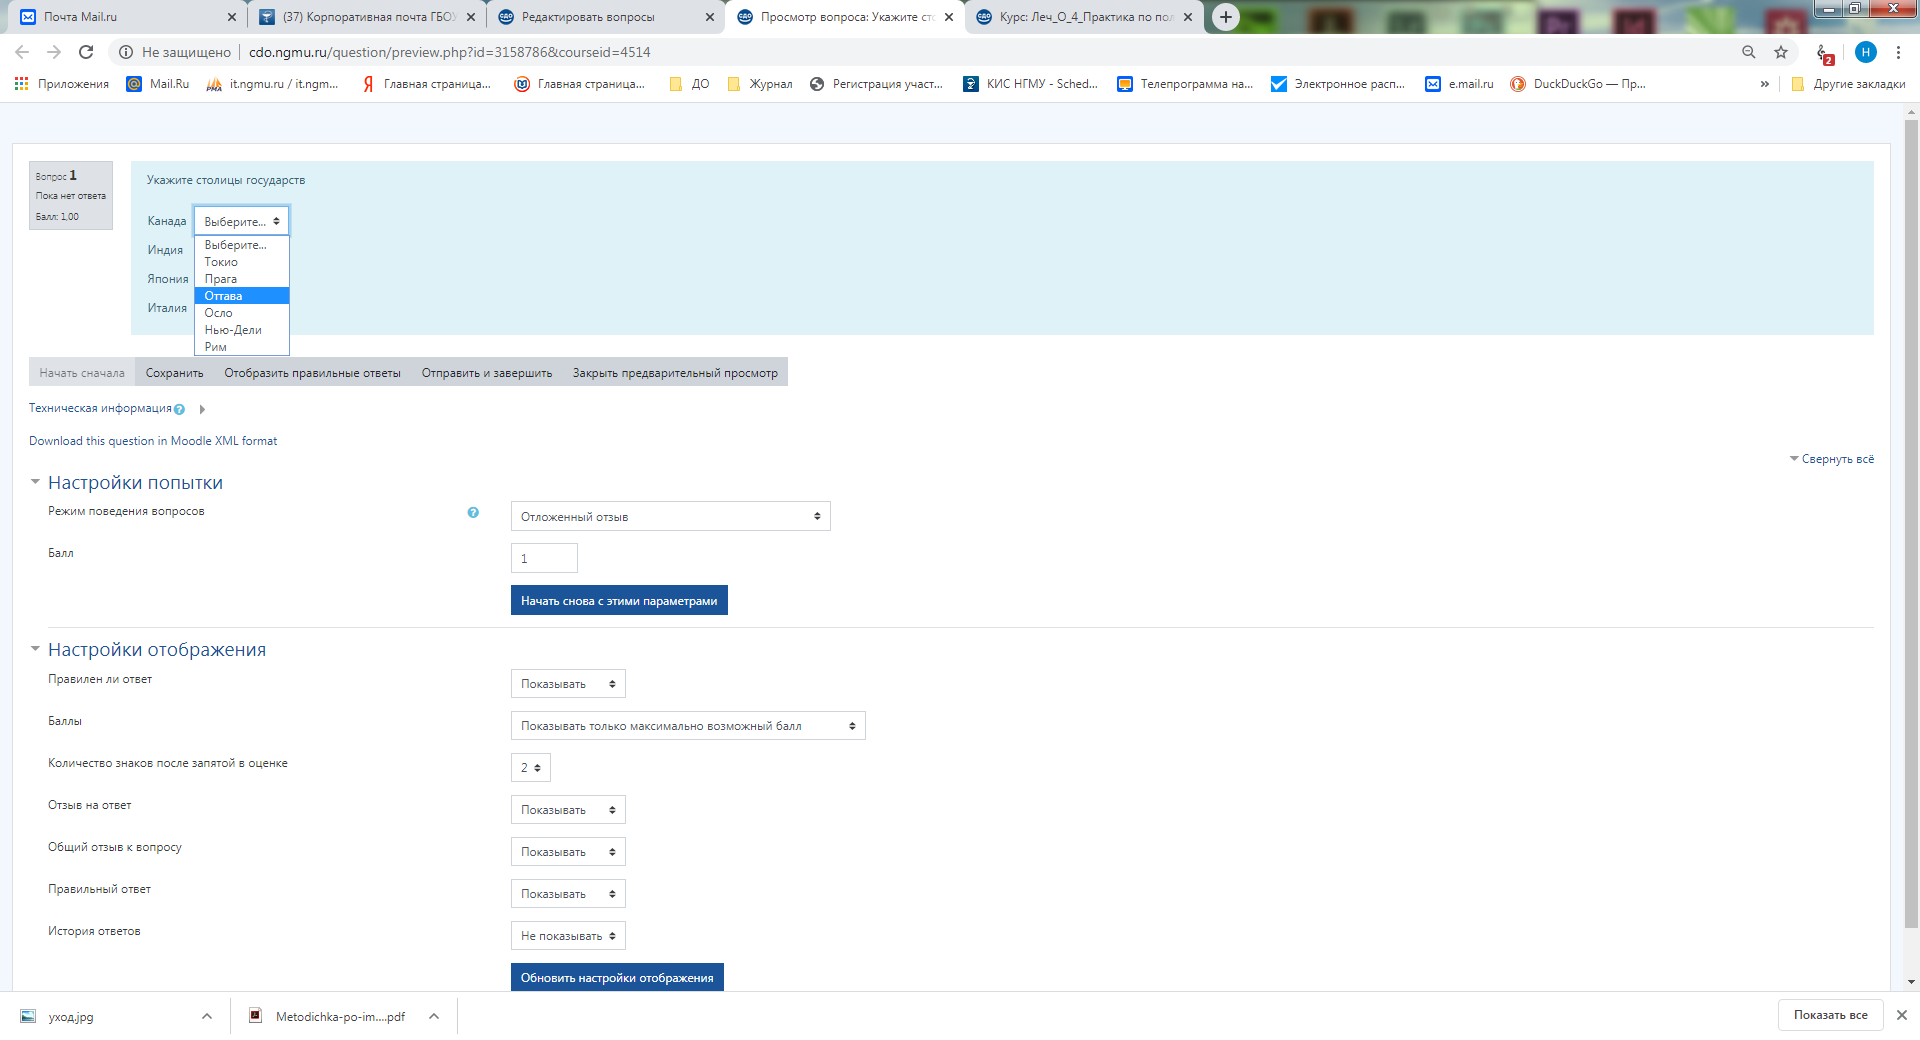 Почта Mail.ru
(37) Корпоративная почта ГБОУ
Редактировать вопросы
Просмотр вопроса: Укажите сто
Курс: Леч_О_4_Практика по пол
Не защищено
cdo.ngmu.ru/question/preview.php?id=3158786&courseid=4514
2
Н
Приложения
Mail.Ru
it.ngmu.ru / it.ngm...
Главная страница...
Главная страница...
ДО
Журнал
Регистрация участ...
КИС НГМУ - Sched...
Телепрограмма на...
Электронное расп...
e.mail.ru
DuckDuckGo — Пр...
»
Другие закладки
Вопрос 1
Пока нет ответа
Балл: 1,00
Укажите столицы государств
Канада
Выберите...
Выберите...
Индия
Токио
Япония
Прага
Оттава
Италия
Осло
Нью-Дели
Рим
Начать сначала
Сохранить
Отобразить правильные ответы
Отправить и завершить
Закрыть предварительный просмотр
Техническая информация
Download this question in Moodle XML format
Свернуть всё
Настройки попытки
Режим поведения вопросов
Отложенный отзыв
Балл
1
Начать снова с этими параметрами
Настройки отображения
Правилен ли ответ
Показывать
Баллы
Показывать только максимально возможный балл
Количество знаков после запятой в оценке
2
Отзыв на ответ
Показывать
Общий отзыв к вопросу
Показывать
Правильный ответ
Показывать
История ответов
Не показывать
Обновить настройки отображения
уход.jpg
Metodichka-po-im....pdf
Показать все